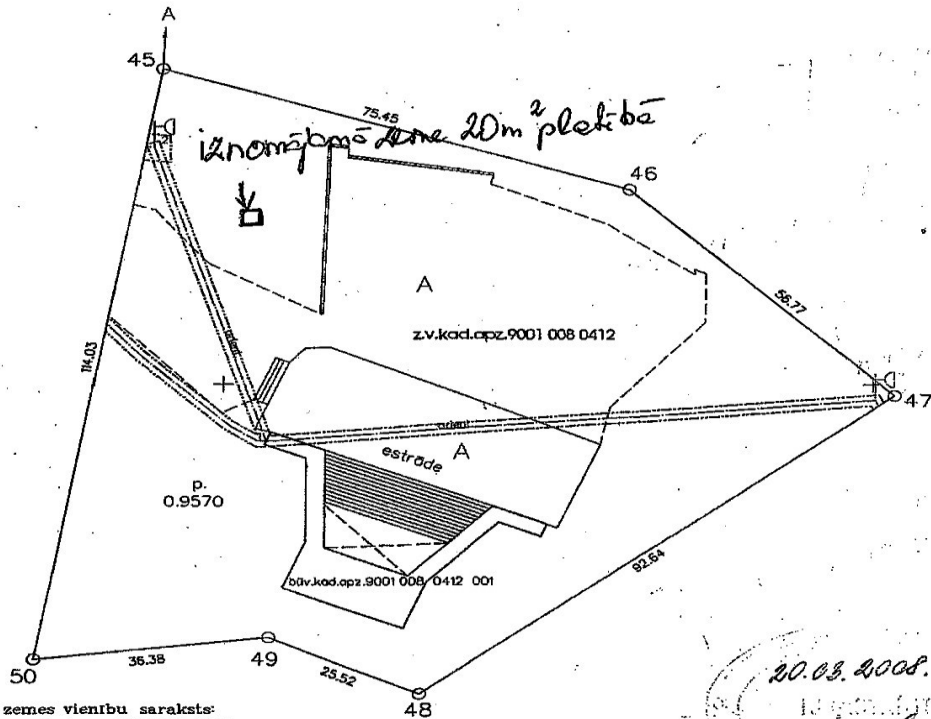 A
45
75.45
iznomājamā zeme 20m² platībā
46
A
56.77
z.v.kad.apz.9001 008 0412
114.03
47
estrāde
A
p.
0.9570
92.64
būv.kad.apz.9001 008 0412 001
50
36.38
49
25.52
48
20.03.2008.
zemes vienību saraksts: